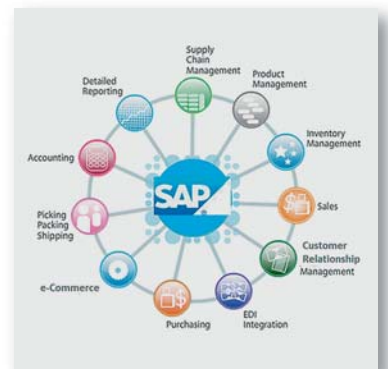 Supply
Chain
Management
Product
Management
Inventory
Management
Sales
Customer
Relationship
Management
EDI
Integration
Purchasing
e-Commerce
Picking
Packing
Shipping
Accounting
Detailed
Reporting
SAP